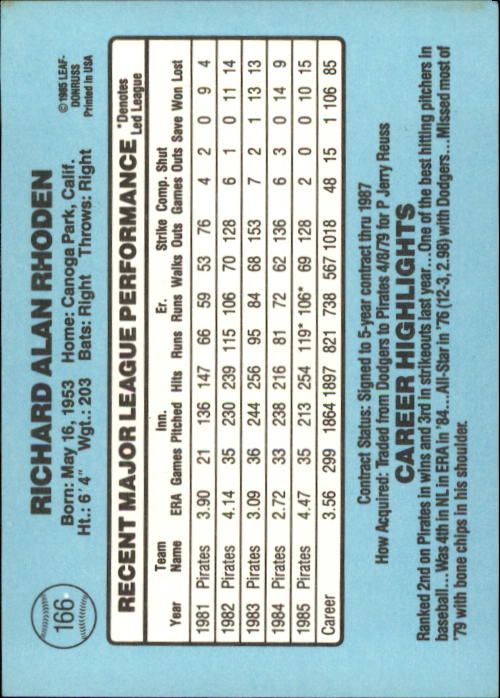 166
RICHARD ALAN RHODEN
Born: May 16, 1953 Home: Canoga Park, Calif.
Ht.: 6'4" Wgt.: 203 Bats: Right Throws: Right
©1985 LEAF-
DONRUSS
Printed in USA
RECENT MAJOR LEAGUE PERFORMANCE *Denotes
Led League
Team Inn. Er. Strike Comp. Shut
Year Name ERA Games Pitched Hits Runs Runs Walks Outs Games Outs Save Won Lost
1981 Pirates 3.90 21 136 147 66 59 53 76 4 2 0 9 4
1982 Pirates 4.14 35 230 239 115 106 70 128 6 1 0 11 14
1983 Pirates 3.09 36 244 256 95 84 68 153 7 2 1 13 13
1984 Pirates 2.72 33 238 216 81 72 62 136 6 3 0 14 9
1985 Pirates 4.47 35 213 254 119* 106* 69 128 2 0 0 10 15
Career 3.56 299 1864 1897 821 738 567 1018 48 15 1 106 85
Contract Status: Signed to 5-year contract thru 1987
How Acquired: Traded from Dodgers to Pirates 4/8/79 for P Jerry Reuss
CAREER HIGHLIGHTS
Ranked 2nd on Pirates in wins and 3rd in strikeouts last year...One of the best hitting pitchers in
baseball...Was 4th in NL in ERA in '84...All-Star in '76 (12-3, 2.98) with Dodgers...Missed most of
'79 with bone chips in his shoulder.